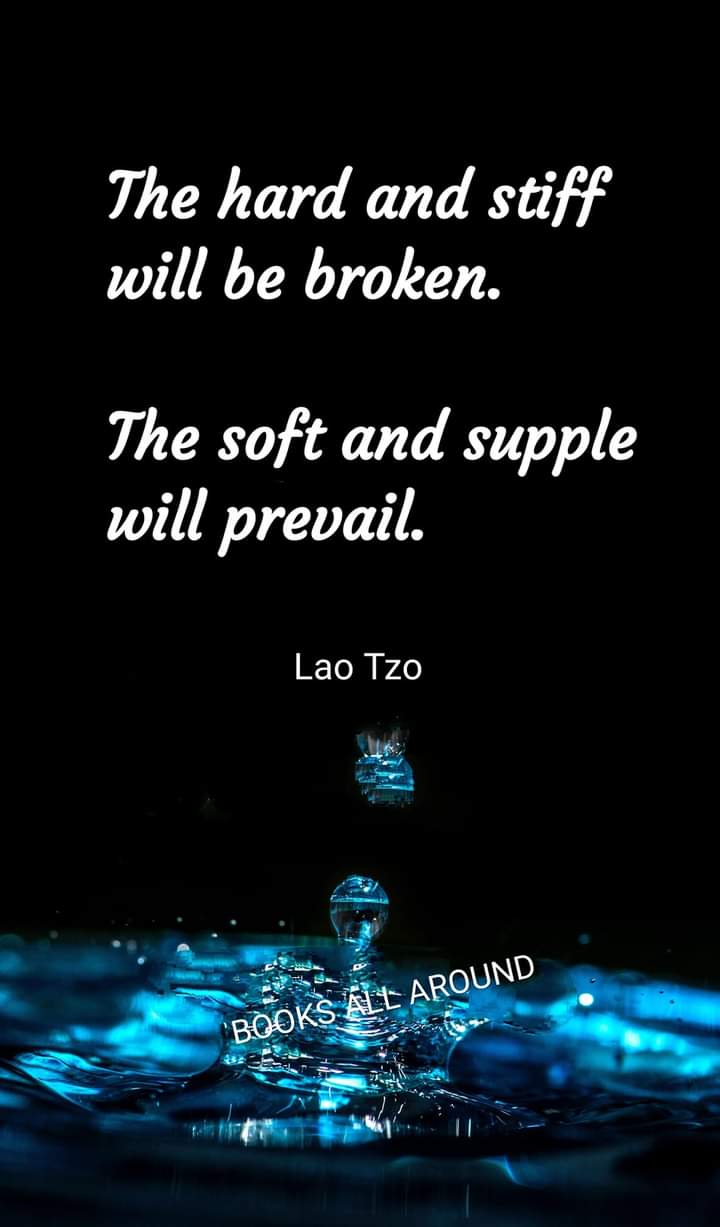 The hard and stiff
will be broken.
The soft and supple
will prevail.
Lao Tzo
BOOKS ALL AROUND